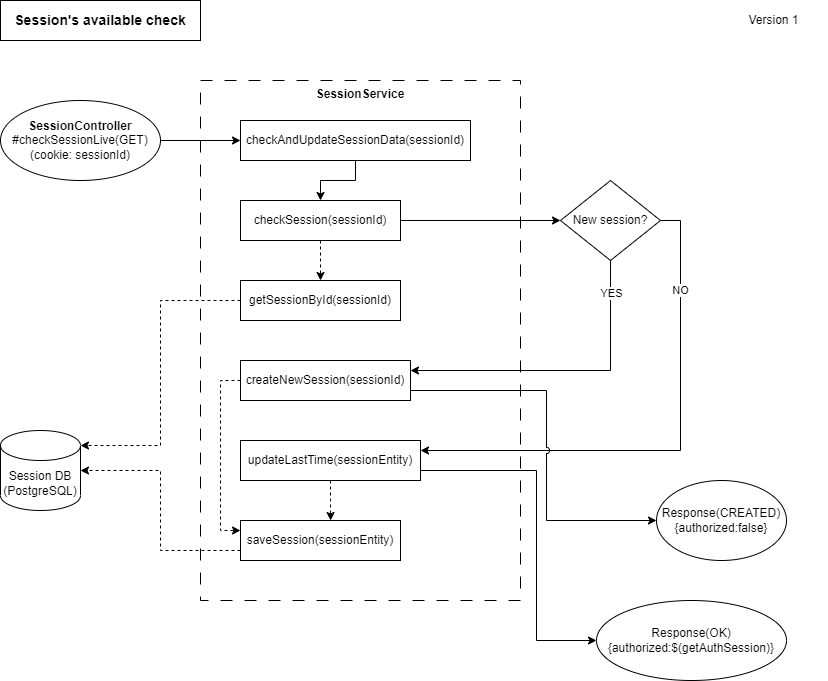 Session's available check
Version 1
SessionService
SessionController
#checkSessionLive(GET)
(cookie: sessionId)
checkAndUpdateSessionData(sessionId)
checkSession(sessionId)
New session?
getSessionById(sessionId)
YES
NO
createNewSession(sessionId)
updateLastTime(sessionEntity)
Session DB
(PostgreSQL)
Response(CREATED)
{authorized:false}
saveSession(sessionEntity)
Response(OK)
{authorized:$(getAuthSession)}